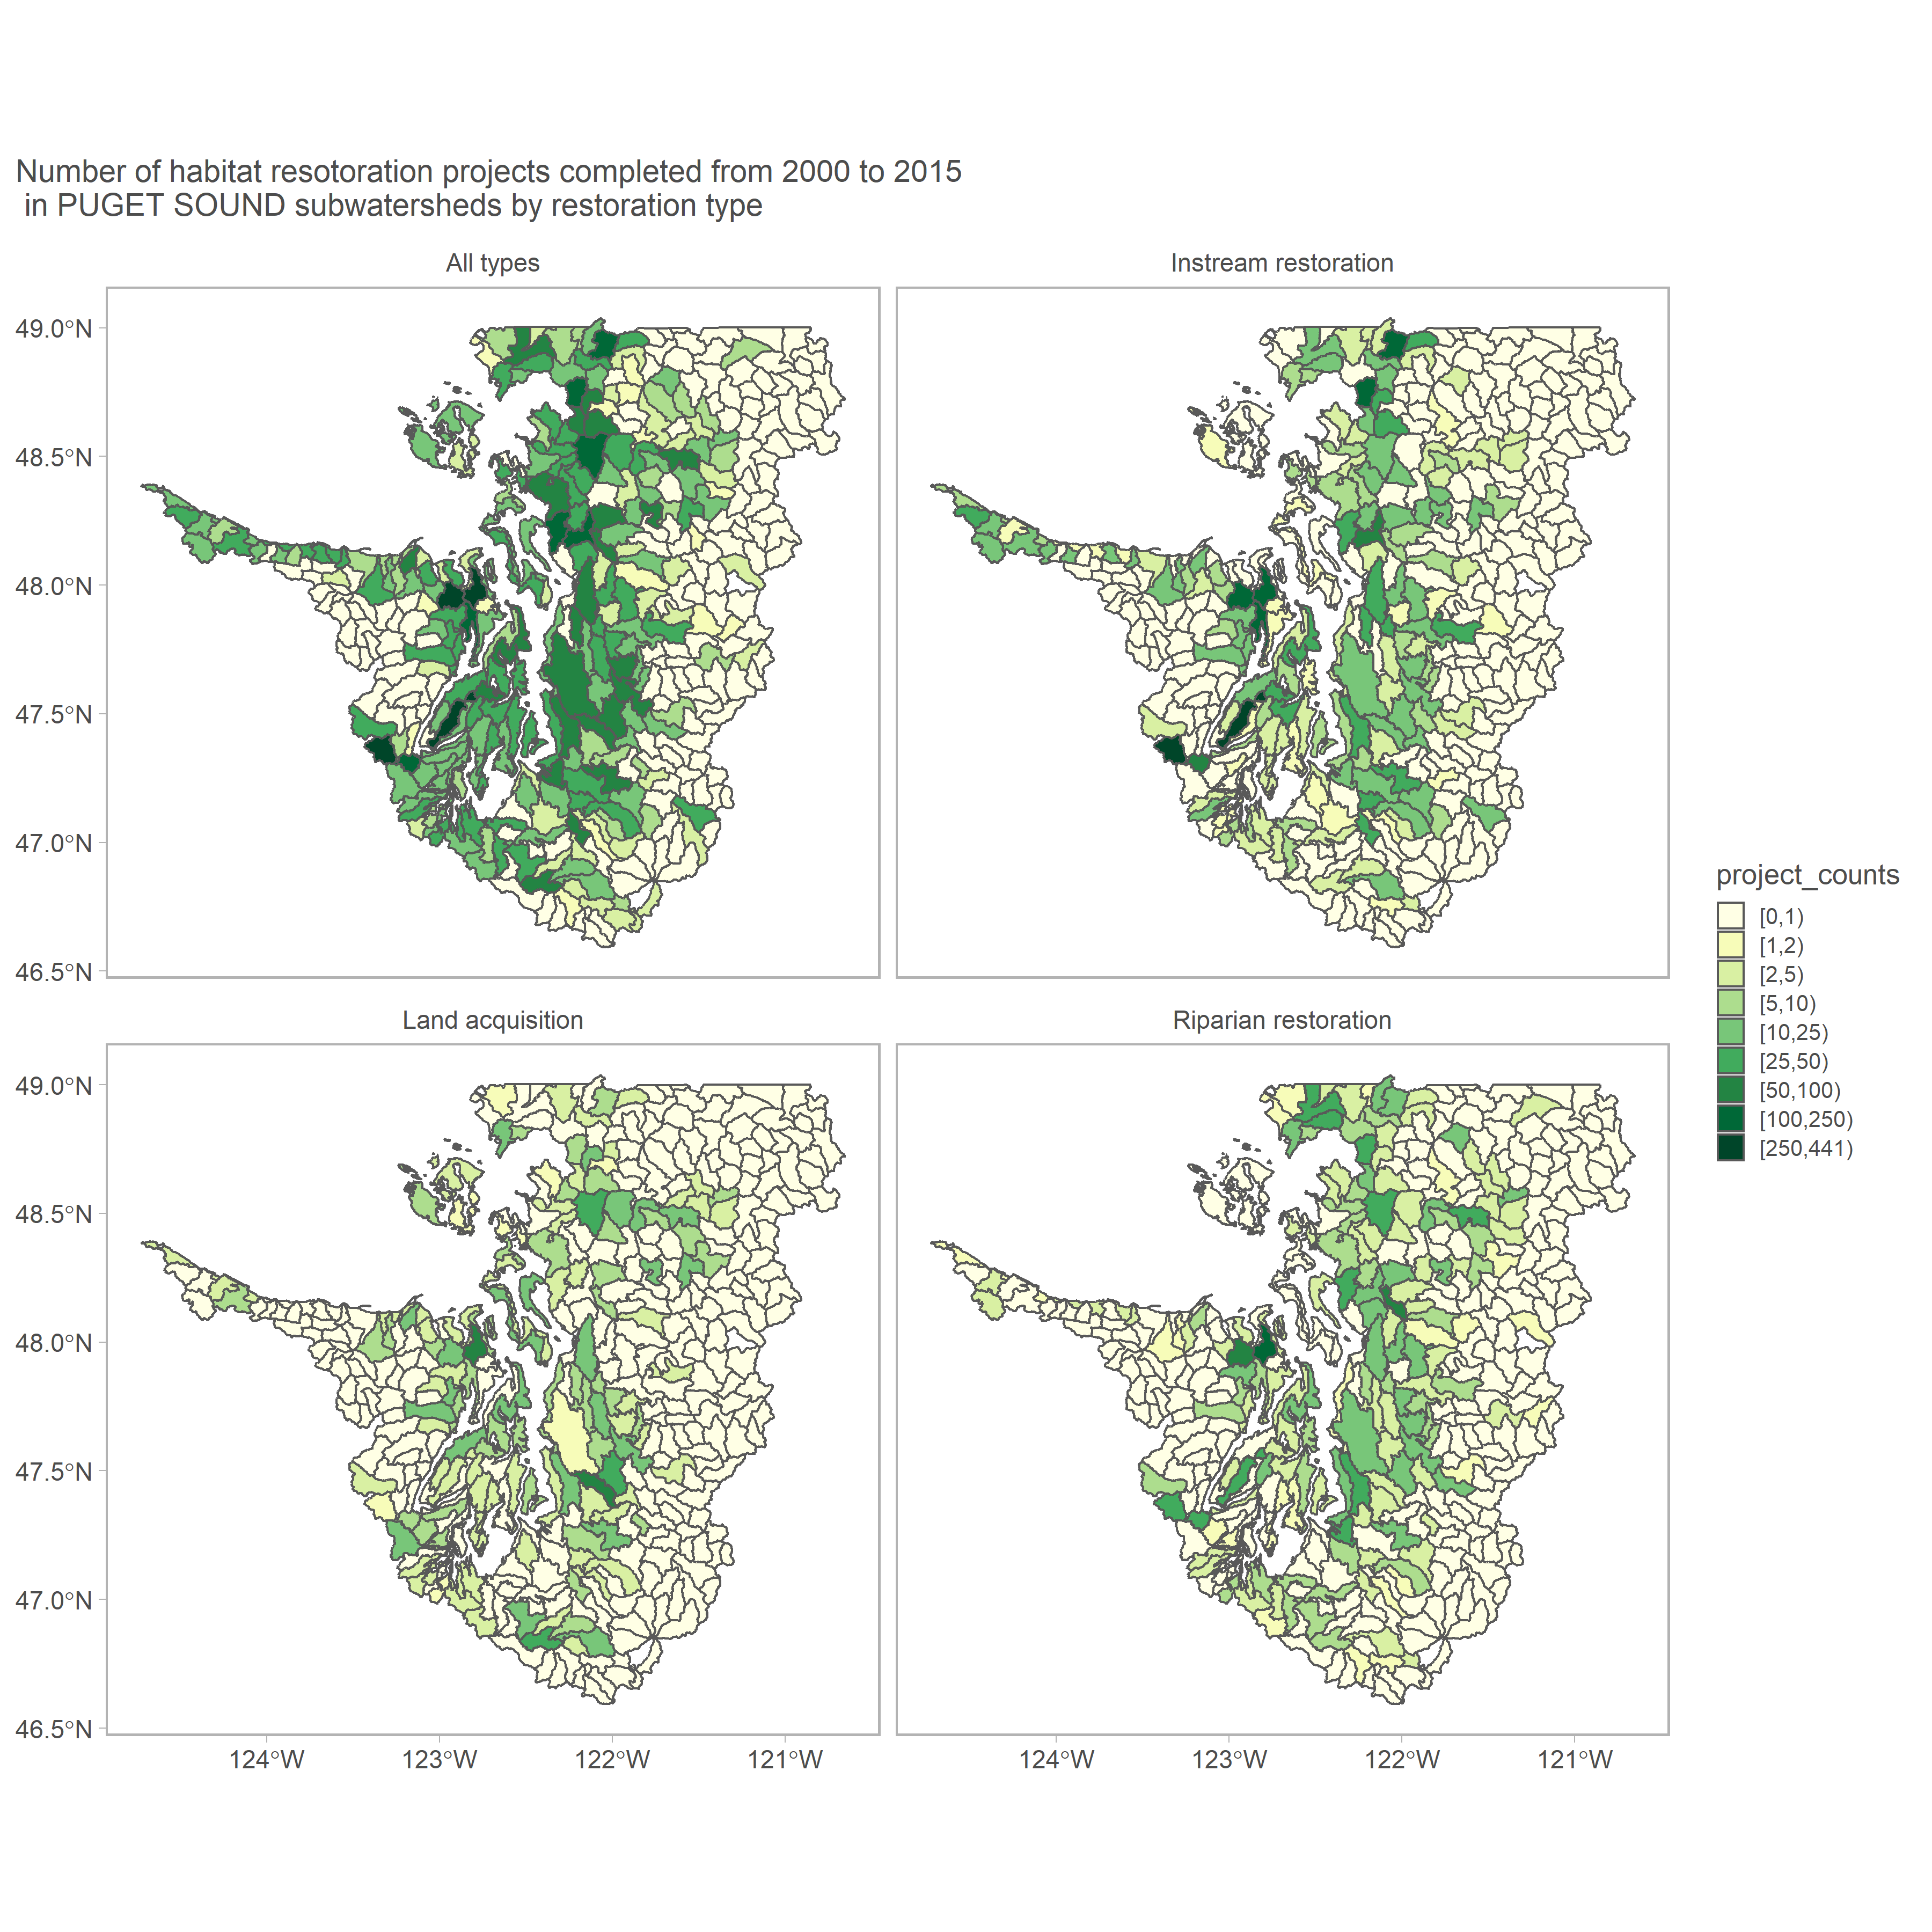 Number of habitat resotoration projects completed from 2000 to 2015
in PUGET SOUND subwatersheds by restoration type
All types
Instream restoration
49.0°N
48.5°N
48.0°N
47.5°N
47.0°N
46.5°N
Land acquisition
Riparian restoration
49.0°N
48.5°N
48.0°N
47.5°N
47.0°N
46.5°N
124°W
123°W
122°W
121°W
124°W
123°W
122°W
121°W
project_counts
[0,1)
[1,2)
[2,5)
[5,10)
[10,25)
[25,50)
[50,100)
[100,250)
[250,441)